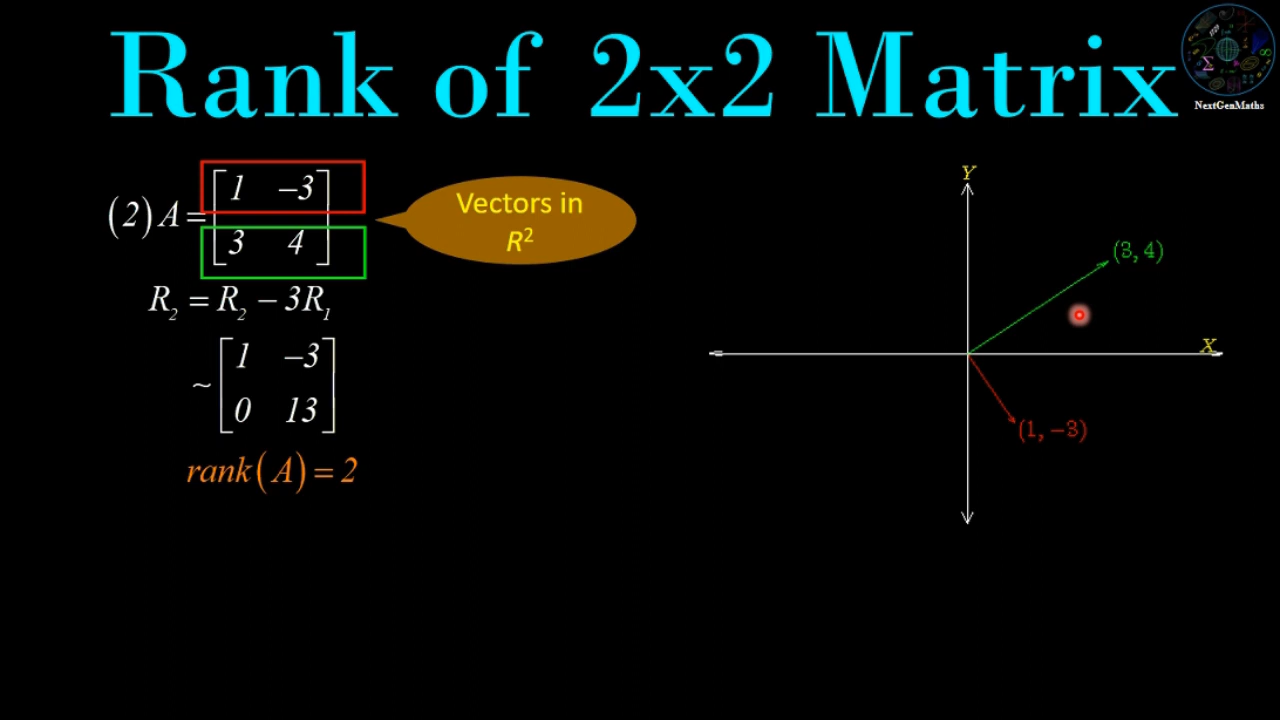 Rank of 2x2 Matrix
NextGenMaths
(2) A = [1 −3
3 4]
Vectors in
R²
R₂ = R₂ − 3R₁
~ [1 −3
0 13]
rank(A) = 2
Y
X
(3, 4)
(1, −3)